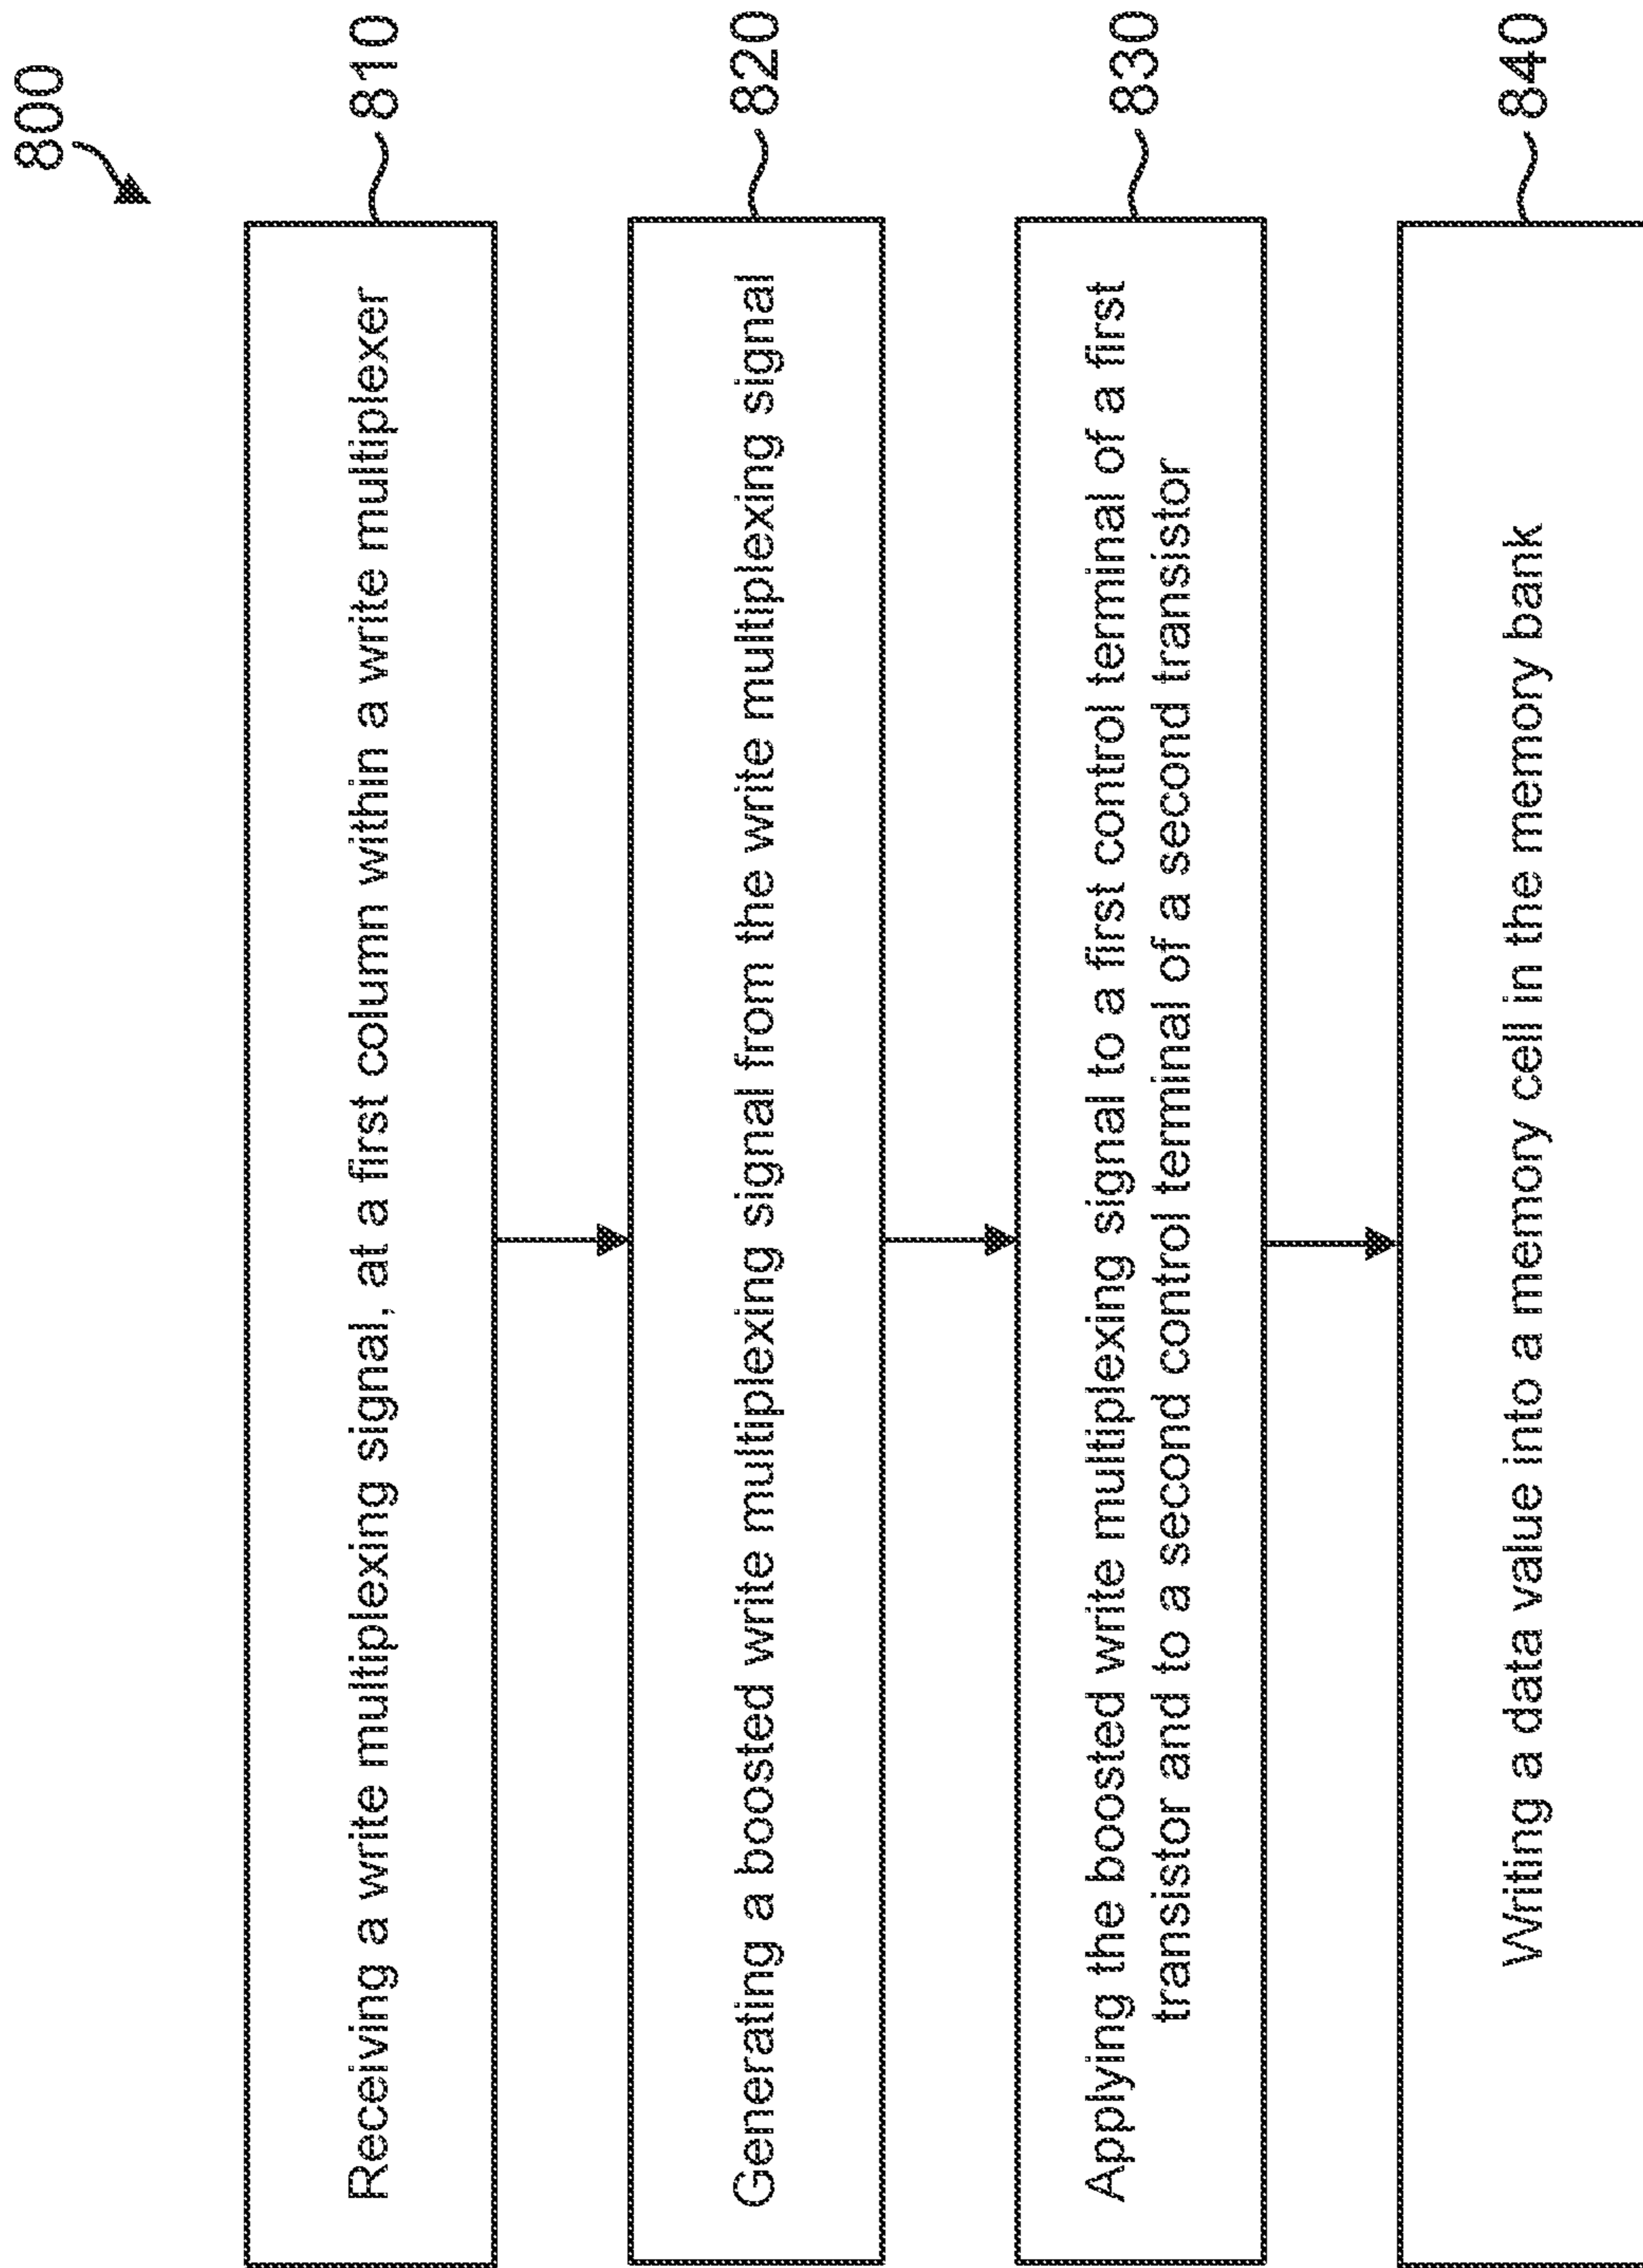 800
Receiving a write multiplexing signal, at a first column within a write multiplexer
810
Generating a boosted write multiplexing signal from the write multiplexing signal
820
Applying the boosted write multiplexing signal to a first control terminal of a first
transistor and to a second control terminal of a second transistor
830
Writing a data value into a memory cell in the memory bank
840